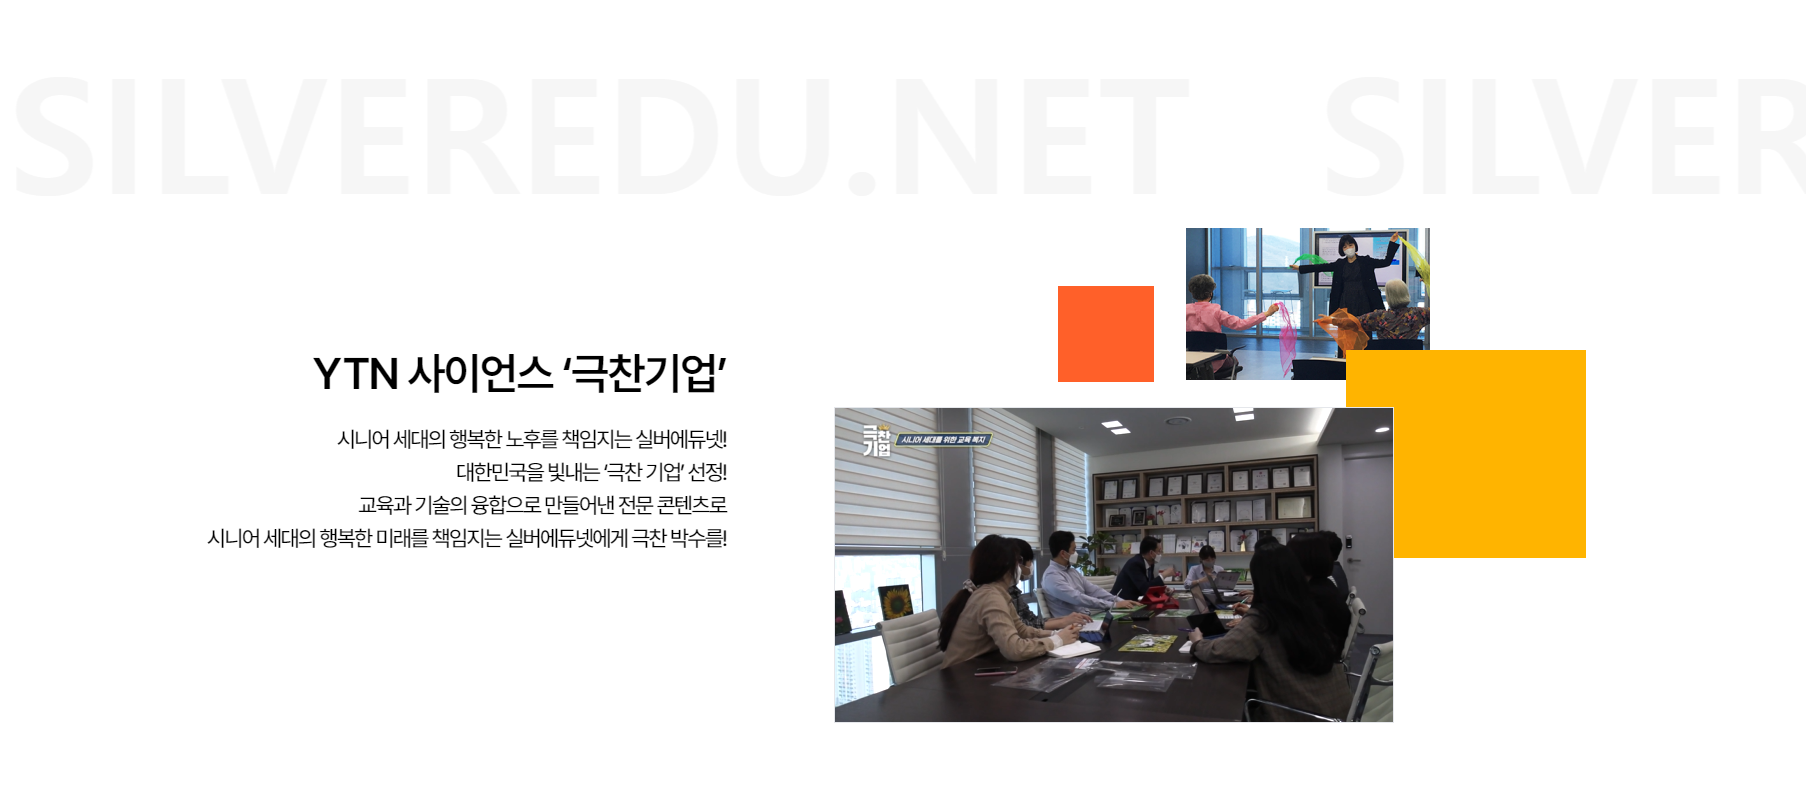 SILVEREDU.NET SILVER
YTN 사이언스 ‘극찬기업’
시니어 세대의 행복한 노후를 책임지는 실버에듀넷!
대한민국을 빛내는 ‘극찬 기업’ 선정!
교육과 기술의 융합으로 만들어낸 전문 콘텐츠로
시니어 세대의 행복한 미래를 책임지는 실버에듀넷에게 극찬 박수를!
극찬
기업
시니어 세대를 위한 교육 복지